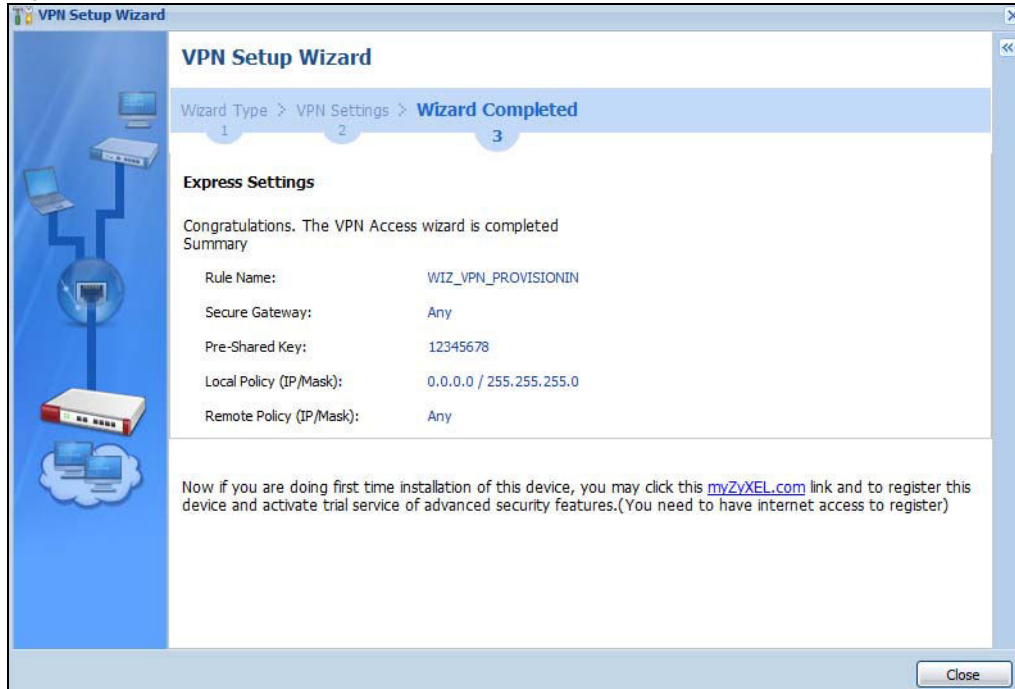 VPN Setup Wizard
VPN Setup Wizard
Wizard Type > VPN Settings > Wizard Completed
1 2 3
Express Settings
Congratulations. The VPN Access wizard is completed
Summary
Rule Name: WIZ_VPN_PROVISIONIN
Secure Gateway: Any
Pre-Shared Key: 12345678
Local Policy (IP/Mask): 0.0.0.0 / 255.255.255.0
Remote Policy (IP/Mask): Any
Now if you are doing first time installation of this device, you may click this myZyXEL.com link and to register this
device and activate trial service of advanced security features.(You need to have internet access to register)
Close